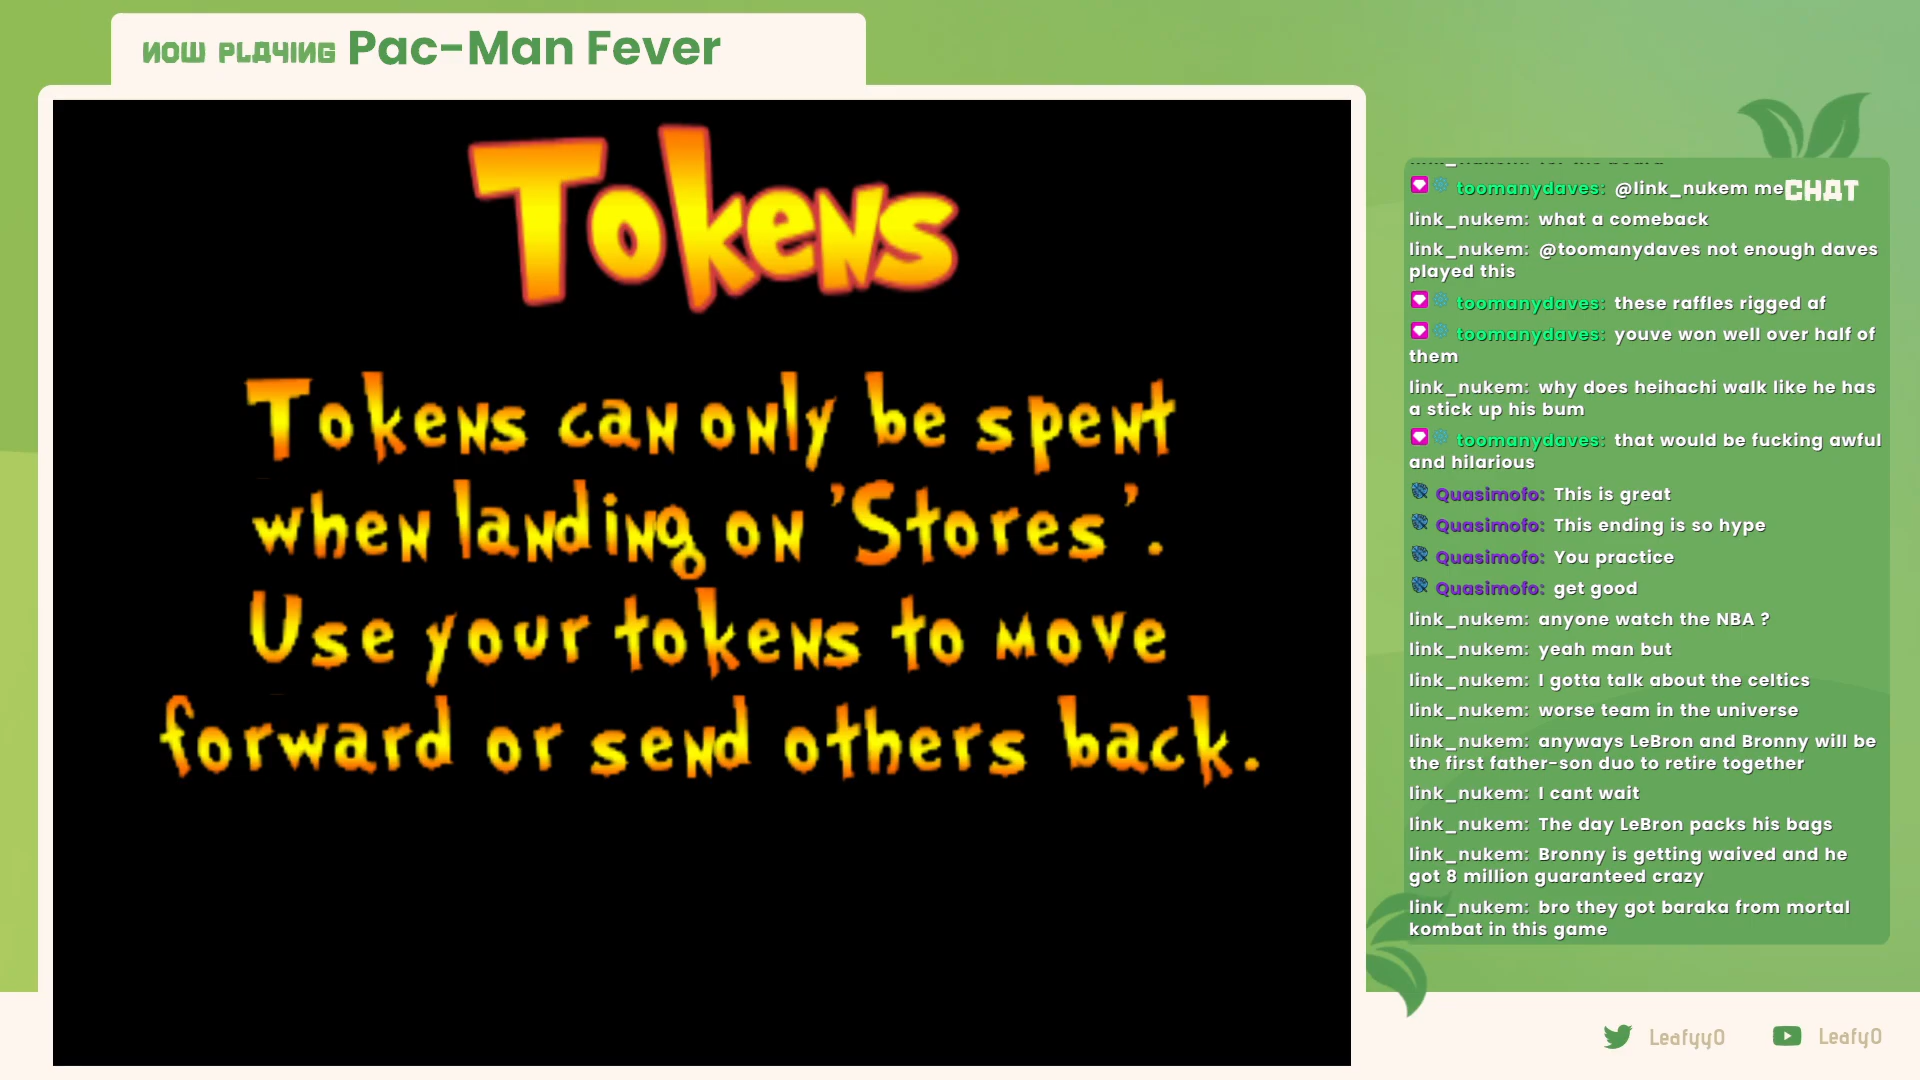 NOW PLAYING Pac-Man Fever
Tokens
Tokens can only be spent
when landing on 'Stores'.
Use your tokens to move
forward or send others back.
CHAT
toomanydaves: @link_nukem me
link_nukem: what a comeback
link_nukem: @toomanydaves not enough daves
played this
toomanydaves: these raffles rigged af
toomanydaves: youve won well over half of
them
link_nukem: why does heihachi walk like he has
a stick up his bum
toomanydaves: that would be fucking awful
and hilarious
Quasimofo: This is great
Quasimofo: This ending is so hype
Quasimofo: You practice
Quasimofo: get good
link_nukem: anyone watch the NBA ?
link_nukem: yeah man but
link_nukem: I gotta talk about the celtics
link_nukem: worse team in the universe
link_nukem: anyways LeBron and Bronny will be
the first father-son duo to retire together
link_nukem: I cant wait
link_nukem: The day LeBron packs his bags
link_nukem: Bronny is getting waived and he
got 8 million guaranteed crazy
link_nukem: bro they got baraka from mortal
kombat in this game
Leafyy0
Leafy0